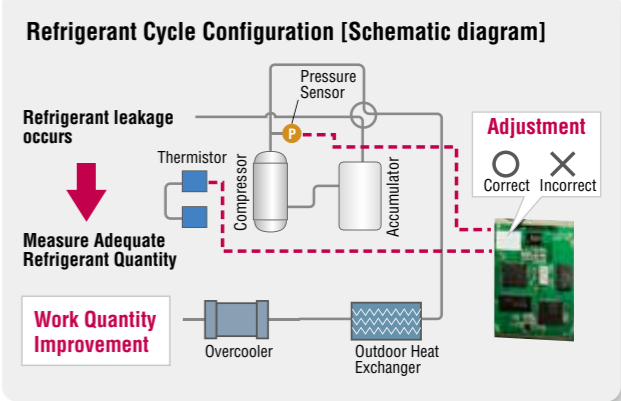 Refrigerant Cycle Configuration [Schematic diagram]
Pressure
Sensor
P
Refrigerant leakage
occurs
Thermistor
Compressor
Accumulator
Adjustment
Correct Incorrect
Measure Adequate
Refrigerant Quantity
Work Quantity
Improvement
Overcooler
Outdoor Heat
Exchanger